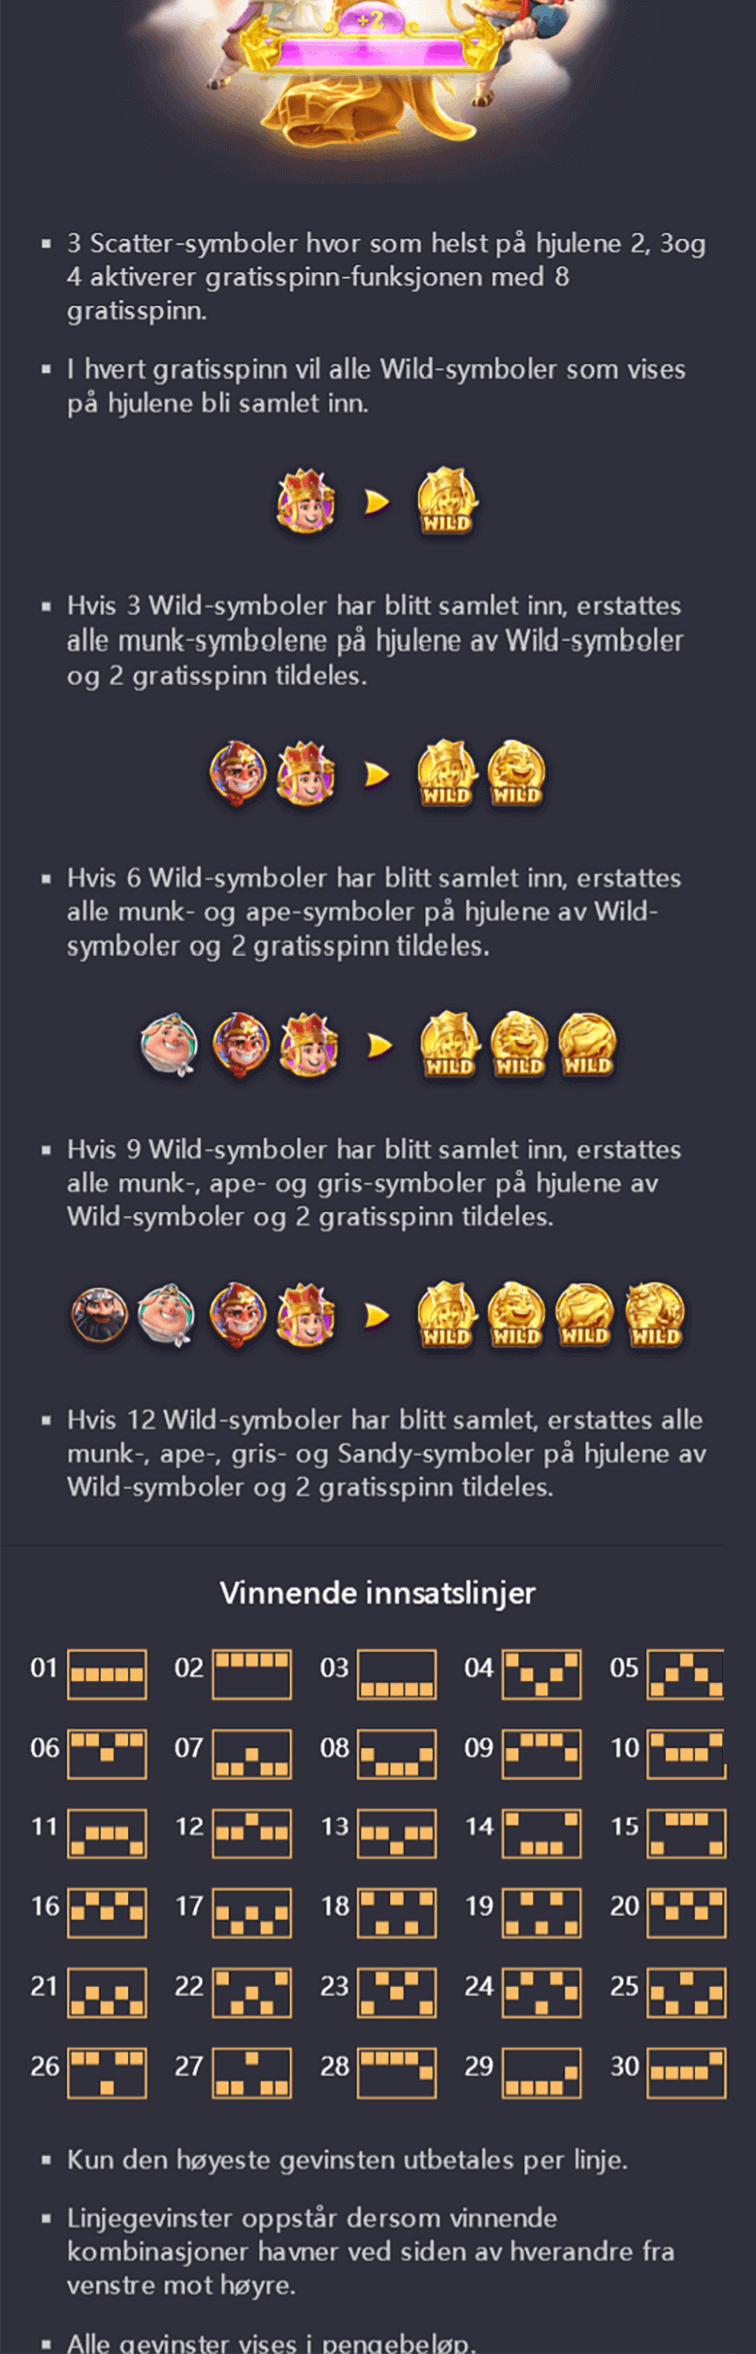 +2
3 Scatter-symboler hvor som helst på hjulene 2, 3og
4 aktiverer gratisspinn-funksjonen med 8
gratisspinn.
I hvert gratisspinn vil alle Wild-symboler som vises
på hjulene bli samlet inn.
WILD
Hvis 3 Wild-symboler har blitt samlet inn, erstattes
alle munk-symbolene på hjulene av Wild-symboler
og 2 gratisspinn tildeles.
WILD WILD
Hvis 6 Wild-symboler har blitt samlet inn, erstattes
alle munk- og ape-symboler på hjulene av Wild-
symboler og 2 gratisspinn tildeles.
WILD WILD WILD
Hvis 9 Wild-symboler har blitt samlet inn, erstattes
alle munk-, ape- og gris-symboler på hjulene av
Wild-symboler og 2 gratisspinn tildeles.
WILD WILD WILD WILD
Hvis 12 Wild-symboler har blitt samlet, erstattes alle
munk-, ape-, gris- og Sandy-symboler på hjulene av
Wild-symboler og 2 gratisspinn tildeles.
Vinnende innsatslinjer
01 02 03 04 05
06 07 08 09 10
11 12 13 14 15
16 17 18 19 20
21 22 23 24 25
26 27 28 29 30
Kun den høyeste gevinsten utbetales per linje.
Linjegevinster oppstår dersom vinnende
kombinasjoner havner ved siden av hverandre fra
venstre mot høyre.
Alle gevinster vises i pengebeløp.